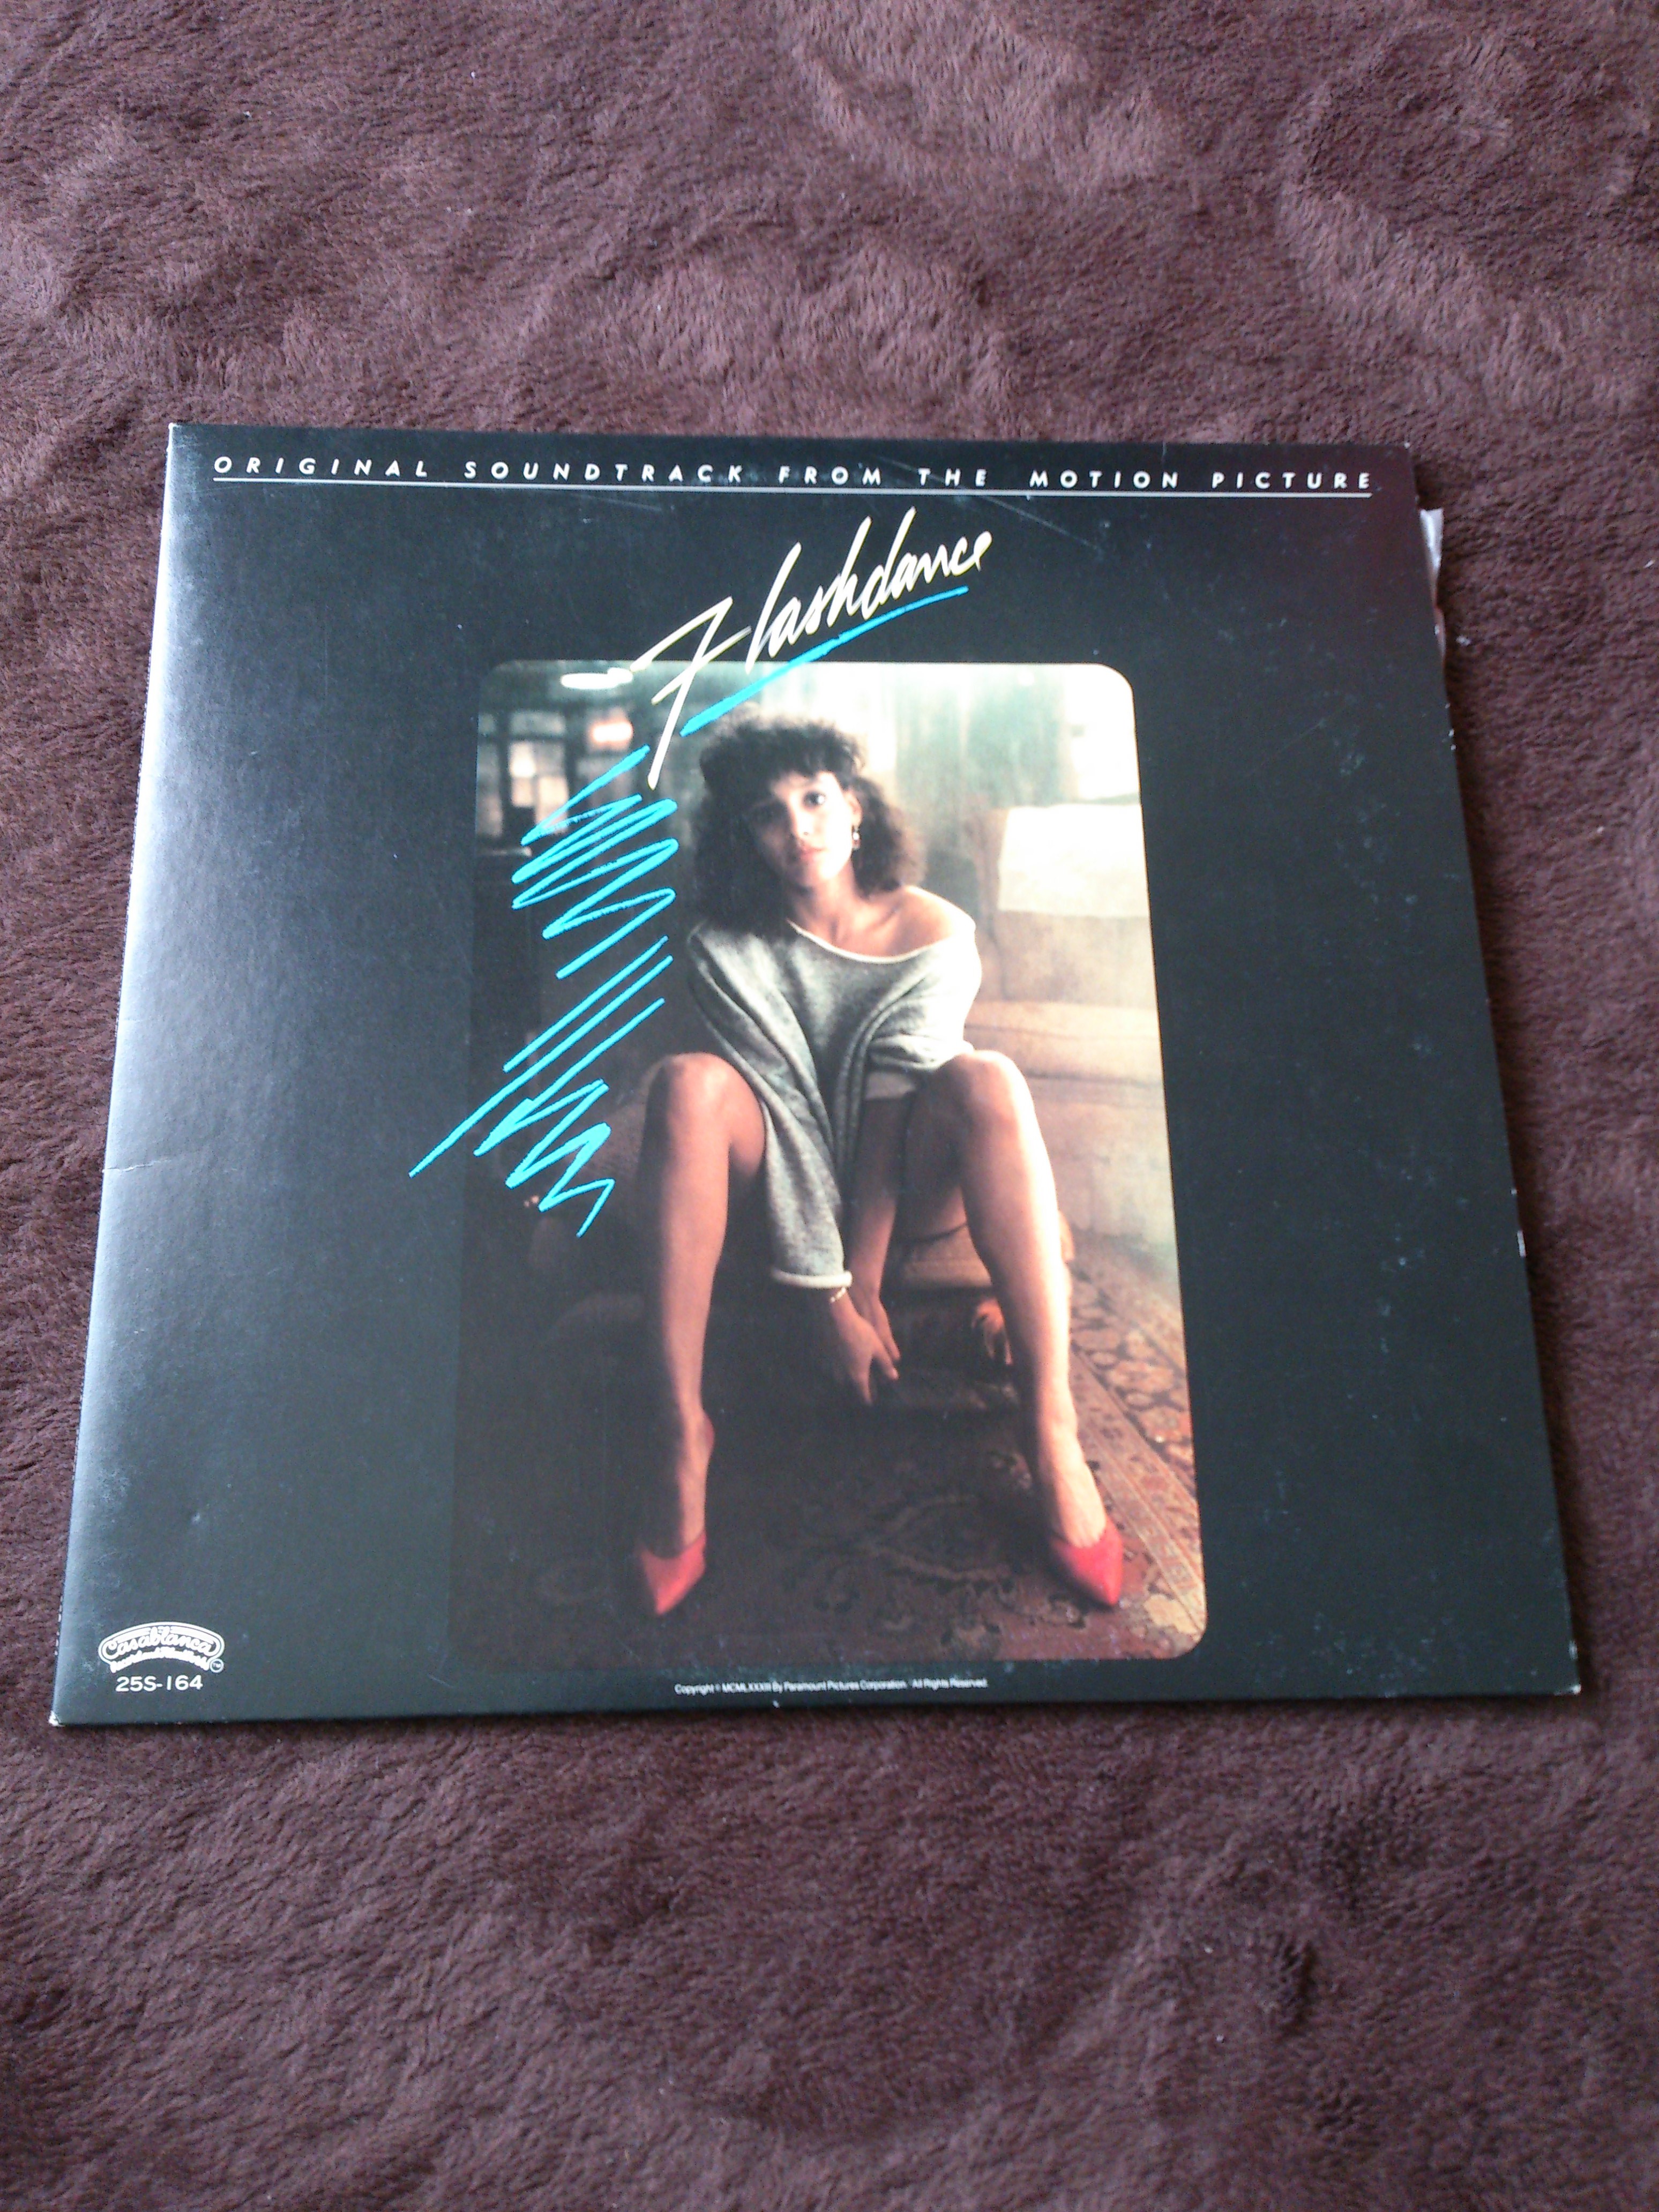 ORIGINAL SOUNDTRACK FROM THE MOTION PICTURE
Flashdance
Casablanca
25S-164
Copyright © MCMLXXXIII By Paramount Pictures Corporation. All Rights Reserved.